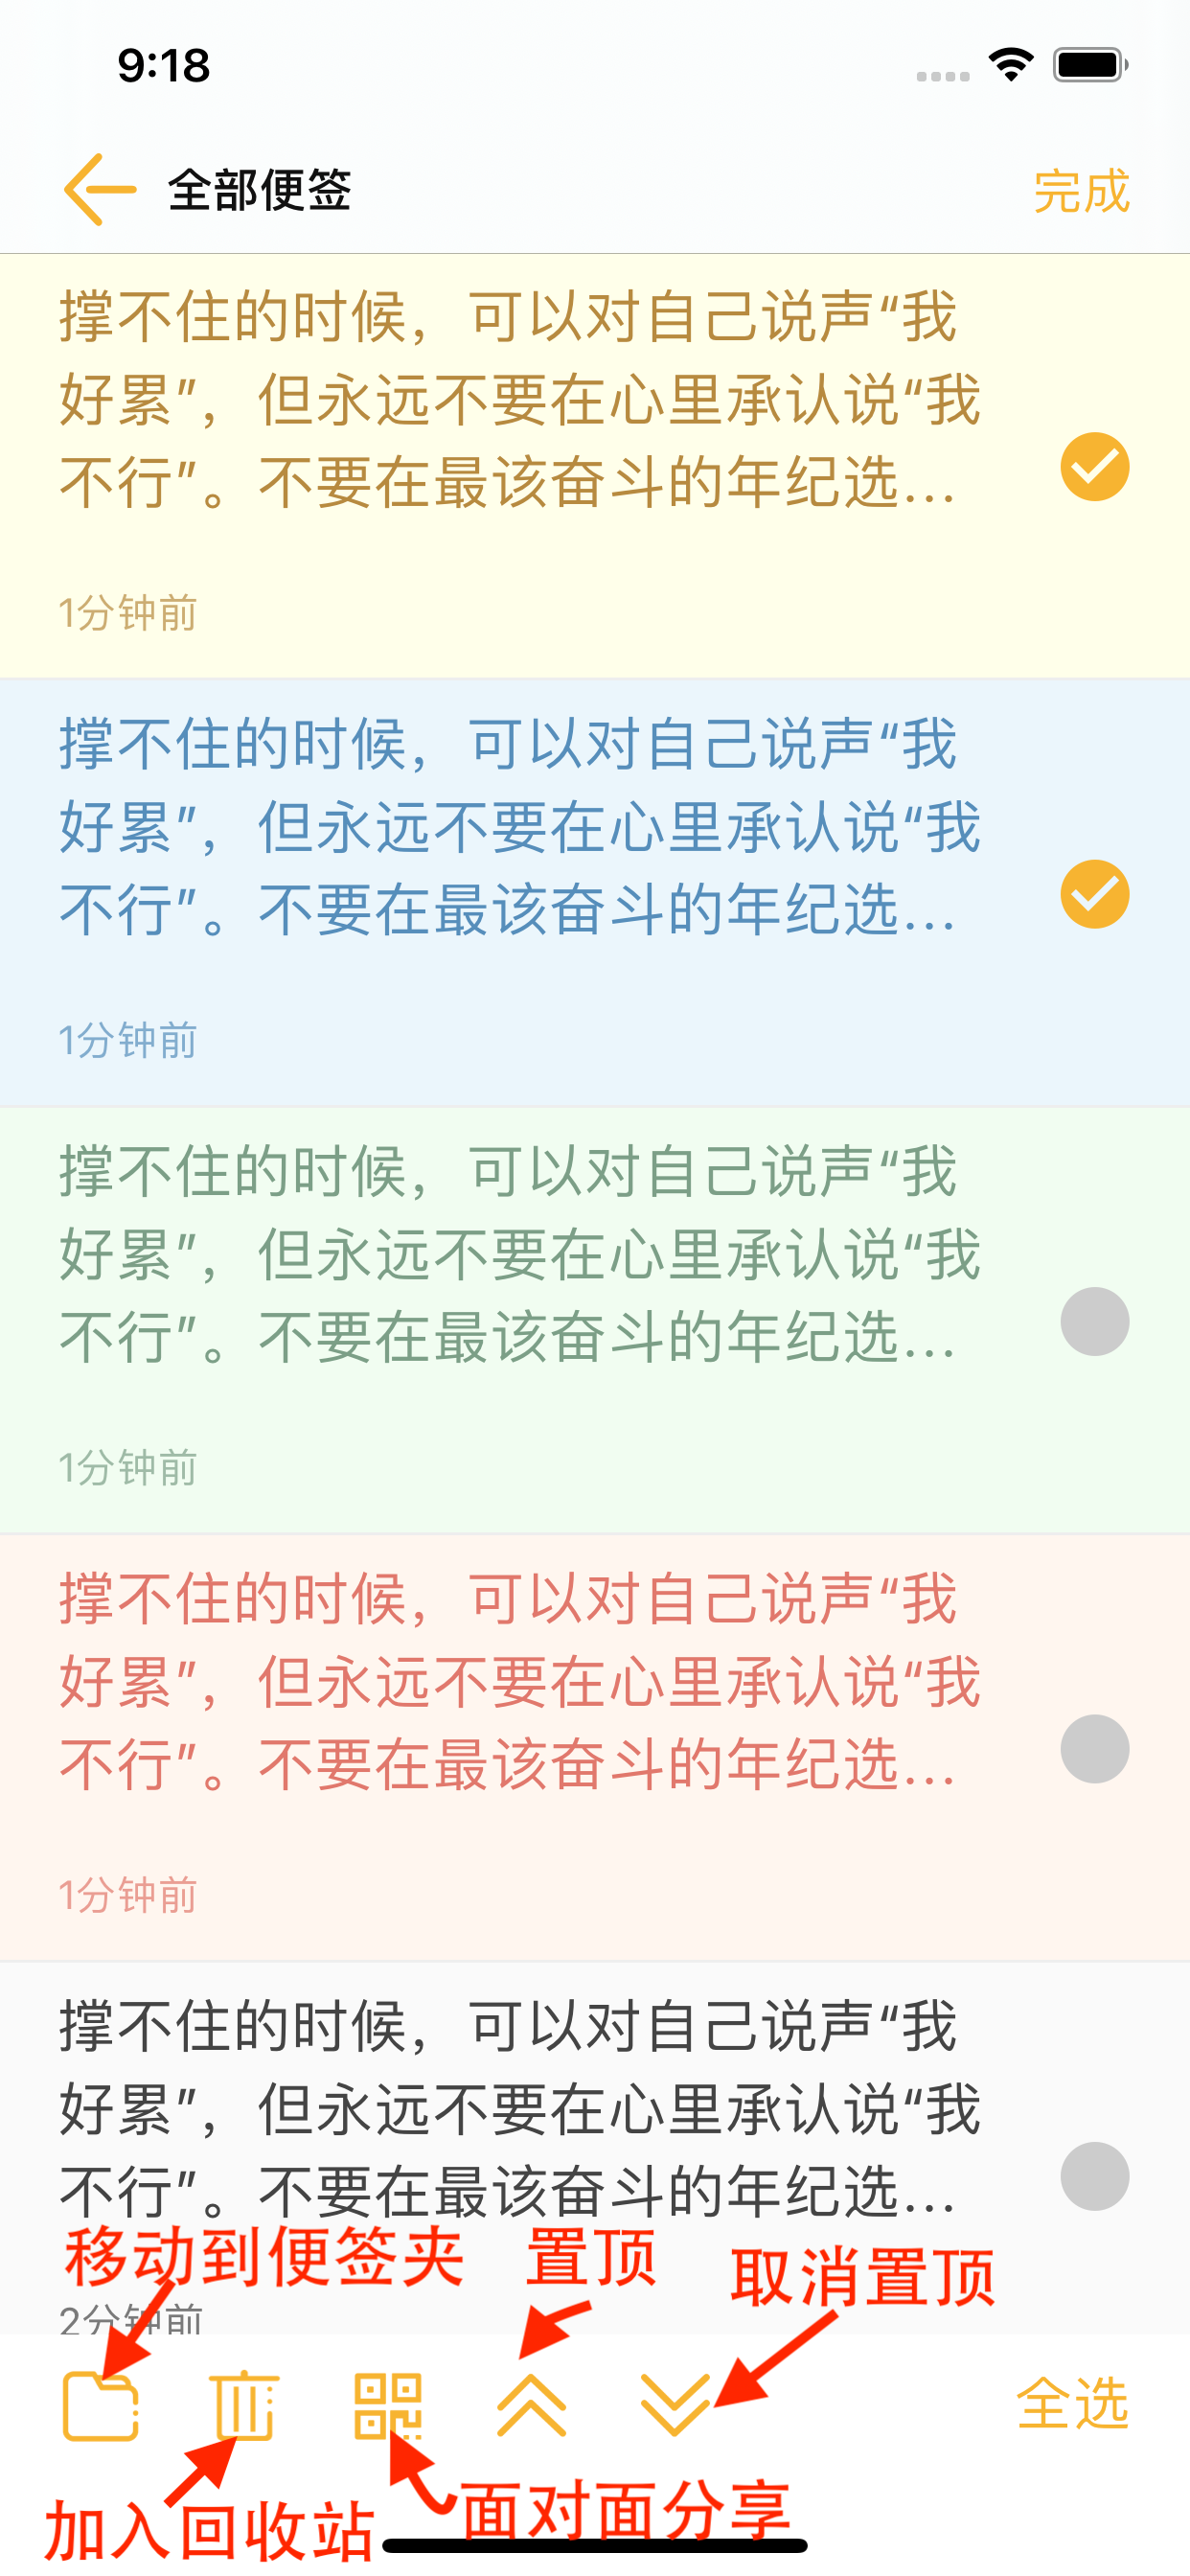 9:18
全部便签
完成
撑不住的时候，可以对自己说声“我
好累”，但永远不要在心里承认说“我
不行”。不要在最该奋斗的年纪选...
1分钟前
撑不住的时候，可以对自己说声“我
好累”，但永远不要在心里承认说“我
不行”。不要在最该奋斗的年纪选...
1分钟前
撑不住的时候，可以对自己说声“我
好累”，但永远不要在心里承认说“我
不行”。不要在最该奋斗的年纪选...
1分钟前
撑不住的时候，可以对自己说声“我
好累”，但永远不要在心里承认说“我
不行”。不要在最该奋斗的年纪选...
1分钟前
撑不住的时候，可以对自己说声“我
好累”，但永远不要在心里承认说“我
不行”。不要在最该奋斗的年纪选...
移动到便签夹
置顶
取消置顶
2分钟前
全选
加入回收站
面对面分享